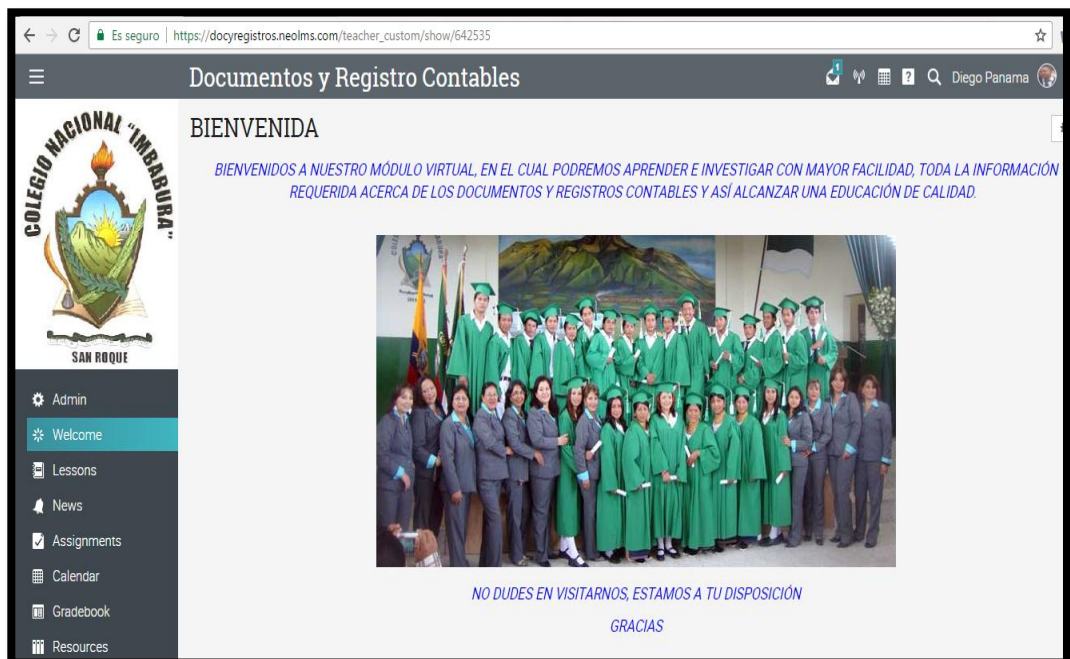 Es seguro | https://docyregistros.neolms.com/teacher_custom/show/642535
Documentos y Registro Contables
1
?
Diego Panama
COLEGIO NACIONAL "IMBABURA"
SAN ROQUE
BIENVENIDA
BIENVENIDOS A NUESTRO MÓDULO VIRTUAL, EN EL CUAL PODREMOS APRENDER E INVESTIGAR CON MAYOR FACILIDAD, TODA LA INFORMACIÓN
REQUERIDA ACERCA DE LOS DOCUMENTOS Y REGISTROS CONTABLES Y ASÍ ALCANZAR UNA EDUCACIÓN DE CALIDAD.
Admin
Welcome
Lessons
News
Assignments
Calendar
Gradebook
Resources
NO DUDES EN VISITARNOS, ESTAMOS A TU DISPOSICIÓN
GRACIAS